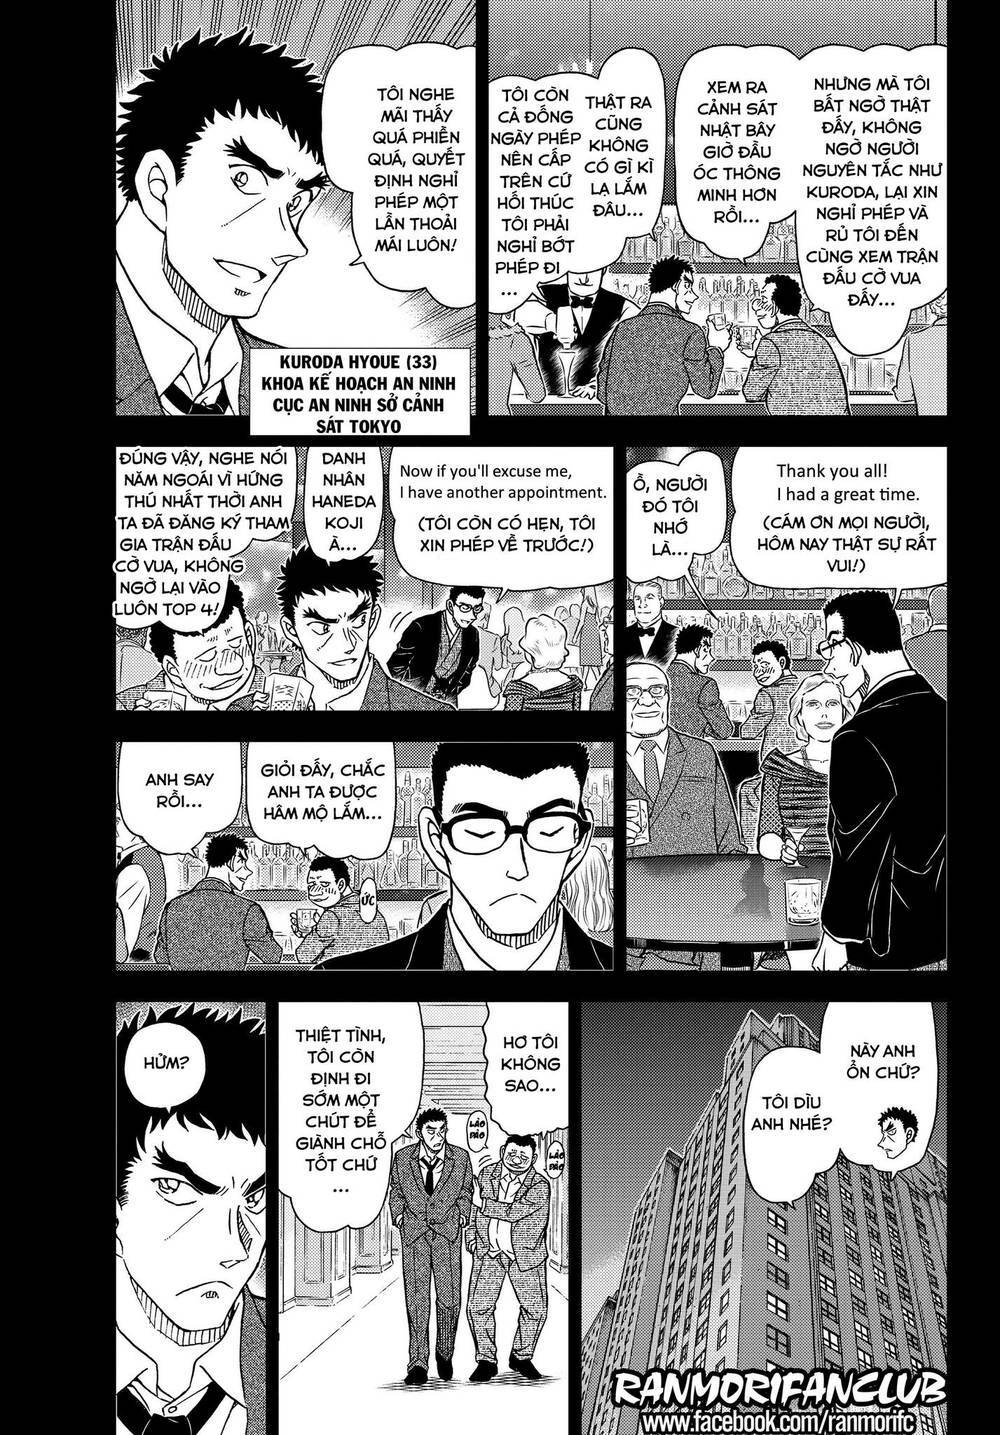 NHƯNG MÀ TÔI
BẤT NGỜ THẬT
ĐẤY, KHÔNG
NGỜ NGƯỜI
NGUYÊN TẮC NHƯ
KURODA, LẠI XIN
NGHỈ PHÉP VÀ
RỦ TÔI ĐẾN
CÙNG XEM TRẬN
ĐẤU CỜ VUA
ĐẤY...
XEM RA
CẢNH SÁT
NHẬT BÂY
GIỜ ĐẦU
ÓC THÔNG
MINH HƠN
RỒI...
THẬT RA
CŨNG
KHÔNG
CÓ GÌ KÌ
LẠ LẮM
ĐÂU...
TÔI CÒN
CẢ ĐỐNG
NGÀY PHÉP
NÊN CẤP
TRÊN CỨ
HỐI THÚC
TÔI PHẢI
NGHỈ BỚT
PHÉP ĐI
...
TÔI NGHE
MÃI THẤY
QUÁ PHIỀN
QUÁ, QUYẾT
ĐỊNH NGHỈ
PHÉP MỘT
LẦN THOẢI
MÁI LUÔN!
KURODA HYOUE (33)
KHOA KẾ HOẠCH AN NINH
CỤC AN NINH SỞ CẢNH
SÁT TOKYO
Thank you all!
I had a great time.
(CÁM ƠN MỌI NGƯỜI,
HÔM NAY THẬT SỰ RẤT
VUI!)
Ồ, NGƯỜI
ĐÓ TÔI
NHỚ
LÀ...
Now if you'll excuse me,
I have another appointment.
(TÔI CÒN CÓ HẸN, TÔI
XIN PHÉP VỀ TRƯỚC!)
DANH
NHÂN
HANEDA
KOJI
À...
ĐÚNG VẬY, NGHE NÓI
NĂM NGOÁI VÌ HỨNG
THÚ NHẤT THỜI ANH
TA ĐÃ ĐĂNG KÝ THAM
GIA TRẬN ĐẤU
CỜ VUA, KHÔNG
NGỜ LẠI VÀO
LUÔN TOP 4!
GIỎI ĐẤY, CHẮC
ANH TA ĐƯỢC
HÂM MỘ LẮM...
ỨC
ANH SAY
RỒI...
NÀY ANH
ỔN CHỨ?
TÔI DÌU
ANH NHÉ?
HƠ TÔI
KHÔNG
SAO...
LẢO
ĐẢO
LẢO
ĐẢO
THIỆT TÌNH,
TÔI CÒN
ĐỊNH ĐI
SỚM MỘT
CHÚT ĐỂ
GIÀNH CHỖ
TỐT CHỨ
...
HỬM?
RANMORIFANCLUB
www.facebook.com/ranmorifc